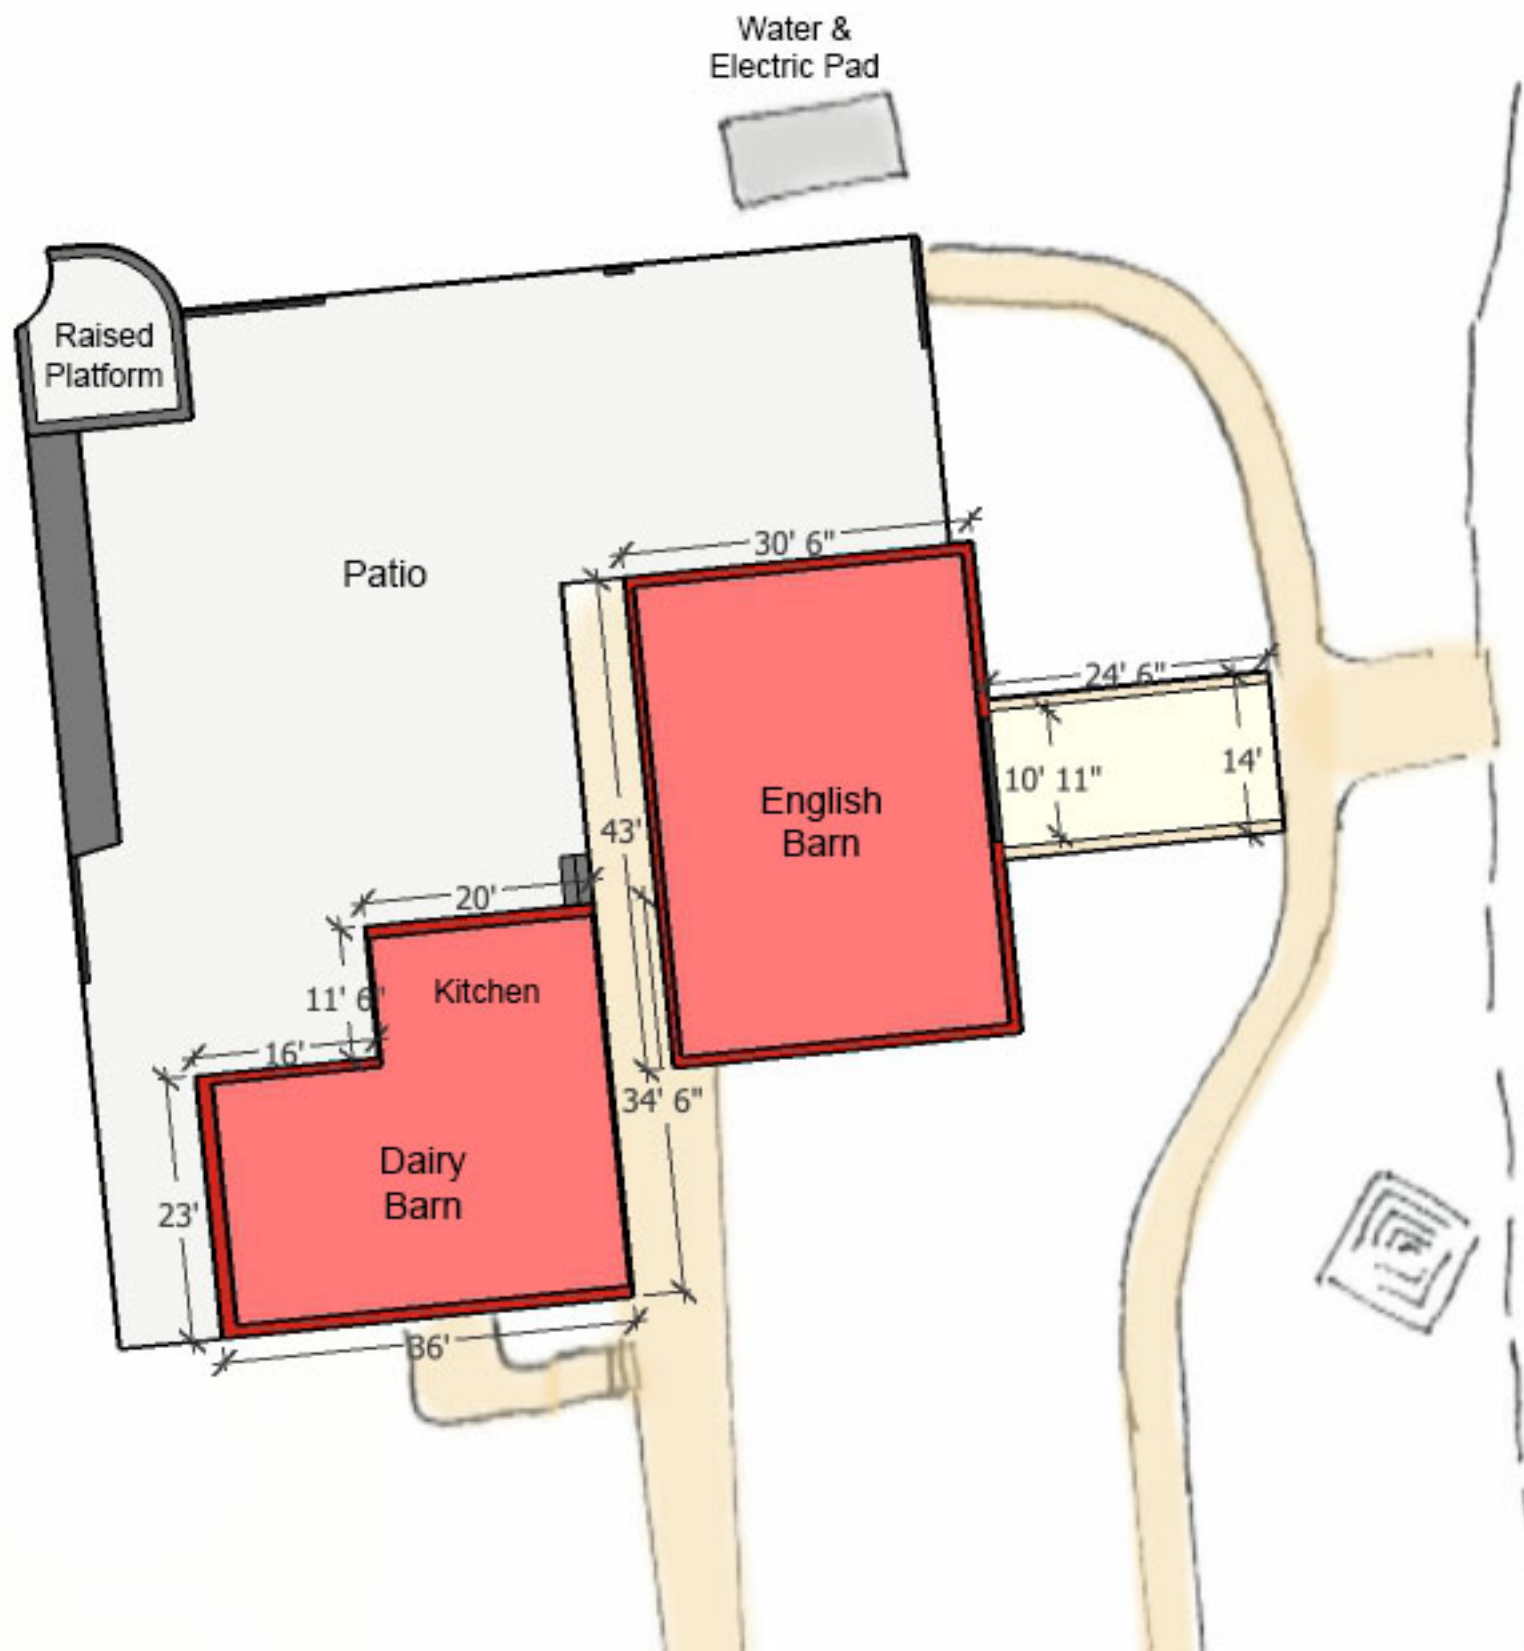 Water &
Electric Pad
Raised
Platform
30' 6"
Patio
24' 6"
10' 11"
14'
English
Barn
43'
20'
Kitchen
11' 6"
16'
34' 6"
Dairy
Barn
23'
36'